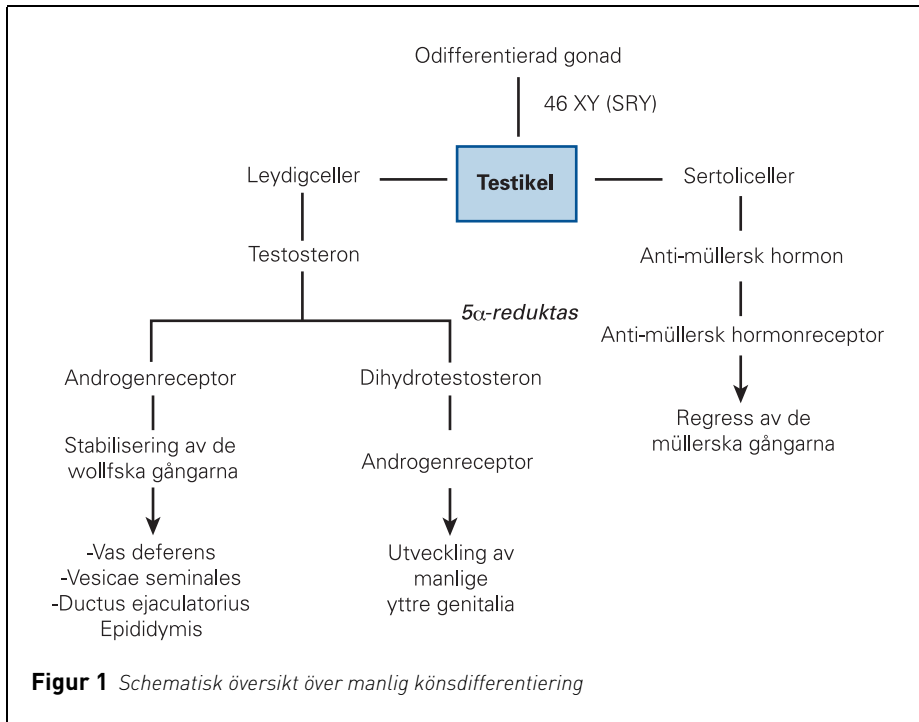 Odifferentierad gonad
46 XY (SRY)
Leydigceller
Testikel
Sertoliceller
Testosteron
Anti-müllersk hormon
5α-reduktas
Anti-müllersk hormonreceptor
Androgenreceptor
Dihydrotestosteron
Regress av de
müllerska gångarna
Stabilisering av de
wolfska gångarna
Androgenreceptor
-Vas deferens
-Vesicae seminales
-Ductus ejaculatorius
Epididymis
Utveckling av
manlige
yttre genitalia
Figur 1 Schematisk översikt över manlig könsdifferentiering